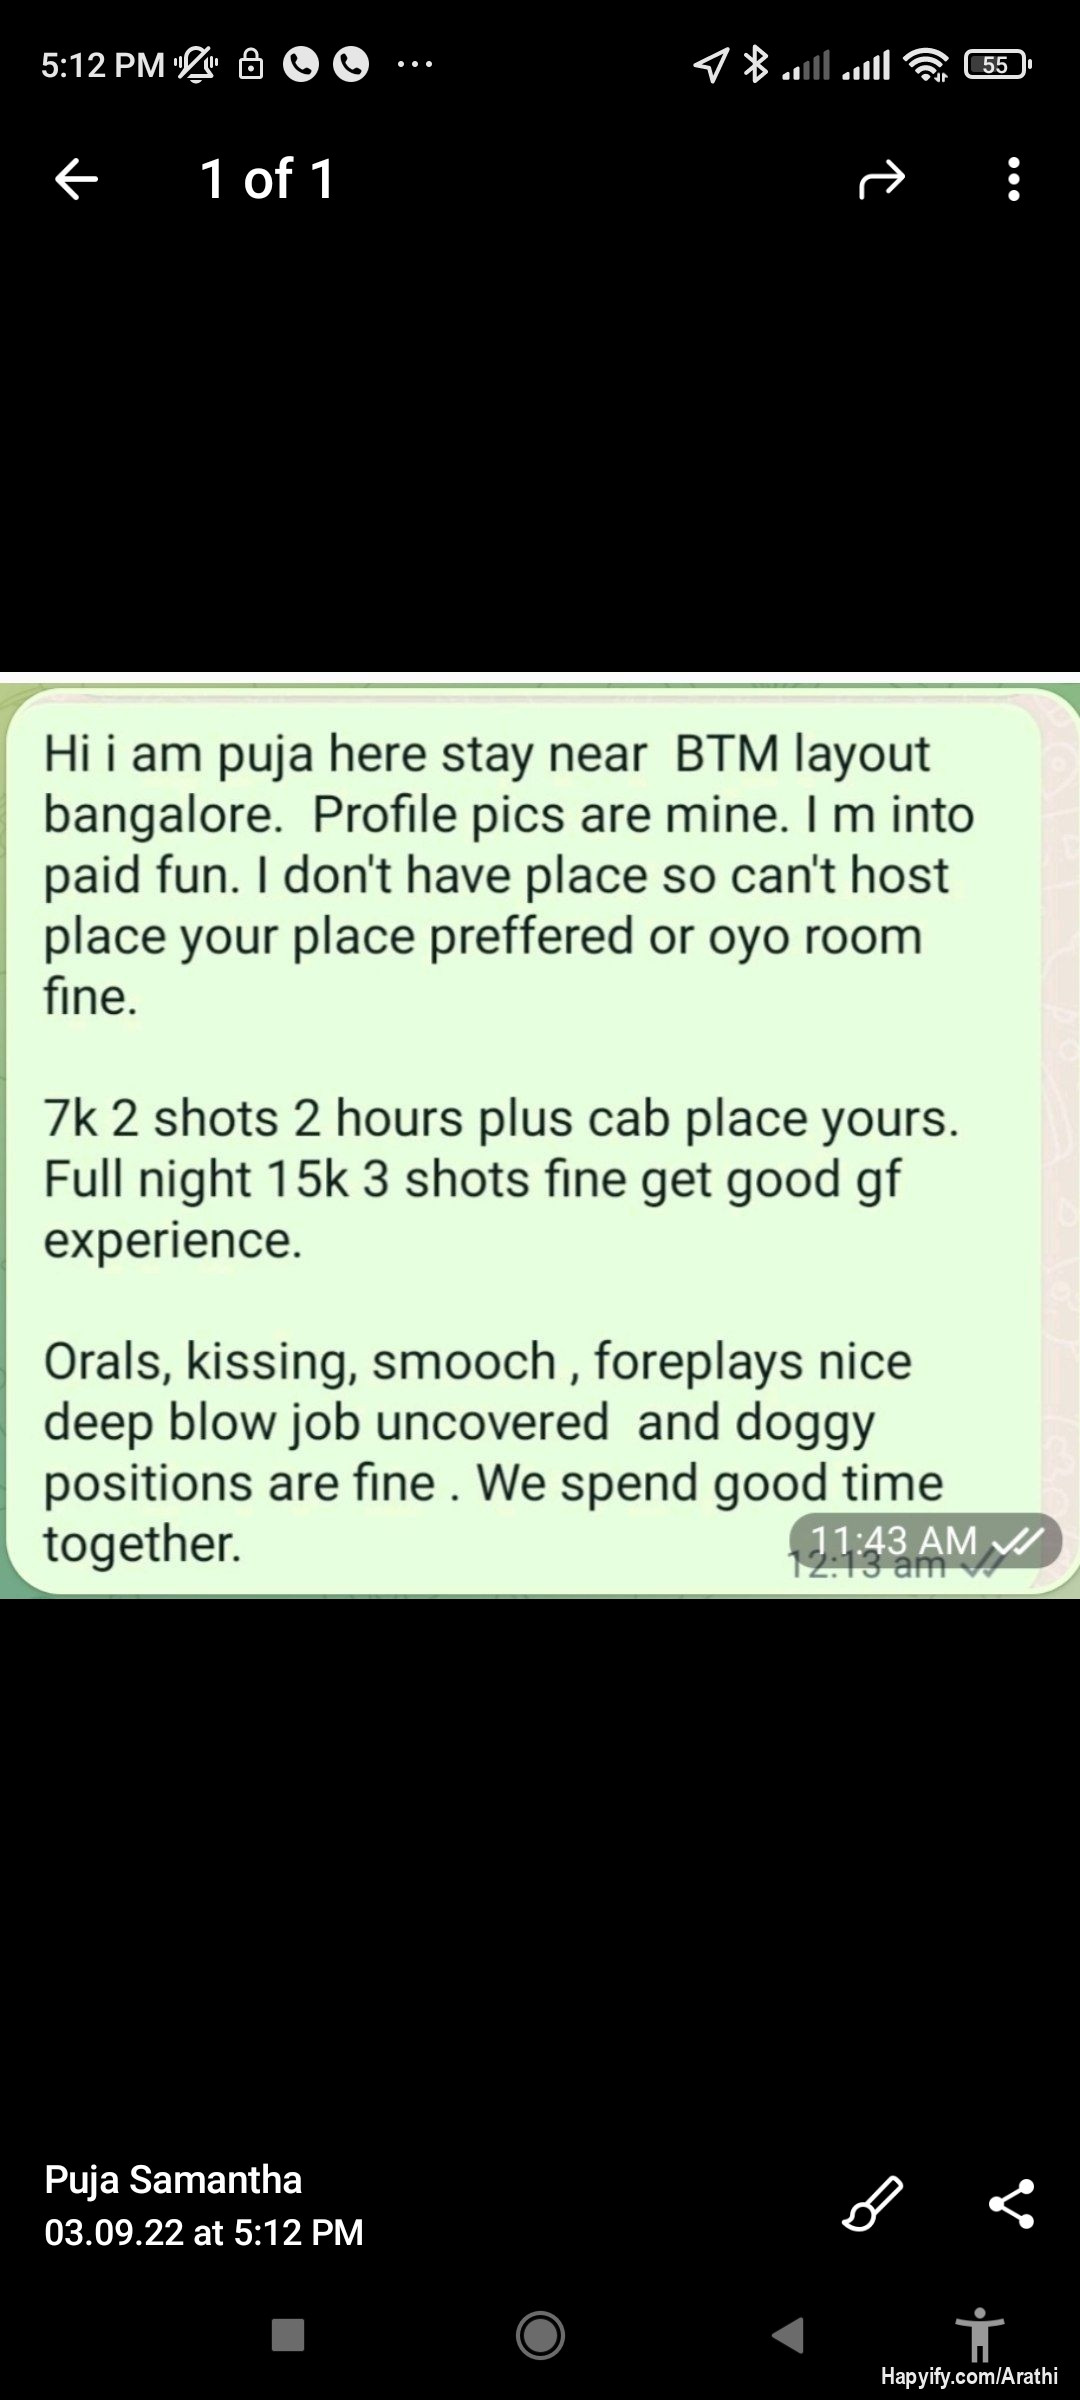 5:12 PM
55
1 of 1
Hi i am puja here stay near  BTM layout
bangalore.  Profile pics are mine. I m into
paid fun. I don't have place so can't host
place your place preffered or oyo room
fine.
7k 2 shots 2 hours plus cab place yours.
Full night 15k 3 shots fine get good gf
experience.
Orals, kissing, smooch , foreplays nice
deep blow job uncovered  and doggy
positions are fine . We spend good time
together.
11:43 AM
12:13 am
Puja Samantha
03.09.22 at 5:12 PM
Hapyify.com/Arathi